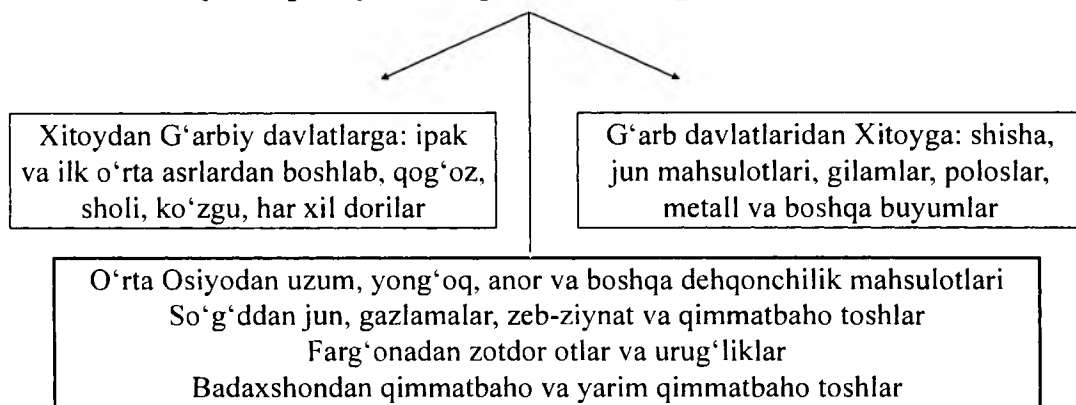 Xitoydan G‘arbiy davlatlarga: ipak
va ilk o‘rta asrlardan boshlab, qog‘oz,
sholi, ko‘zgu, har xil dorilar
G‘arb davlatlaridan Xitoyga: shisha,
jun mahsulotlari, gilamlar, poloslar,
metall va boshqa buyumlar
O‘rta Osiyodan uzum, yong‘oq, anor va boshqa dehqonchilik mahsulotlari
So‘g‘ddan jun, gazlamalar, zeb-ziynat va qimmatbaho toshlar
Farg‘onadan zotdor otlar va urug‘liklar
Badaxshondan qimmatbaho va yarim qimmatbaho toshlar